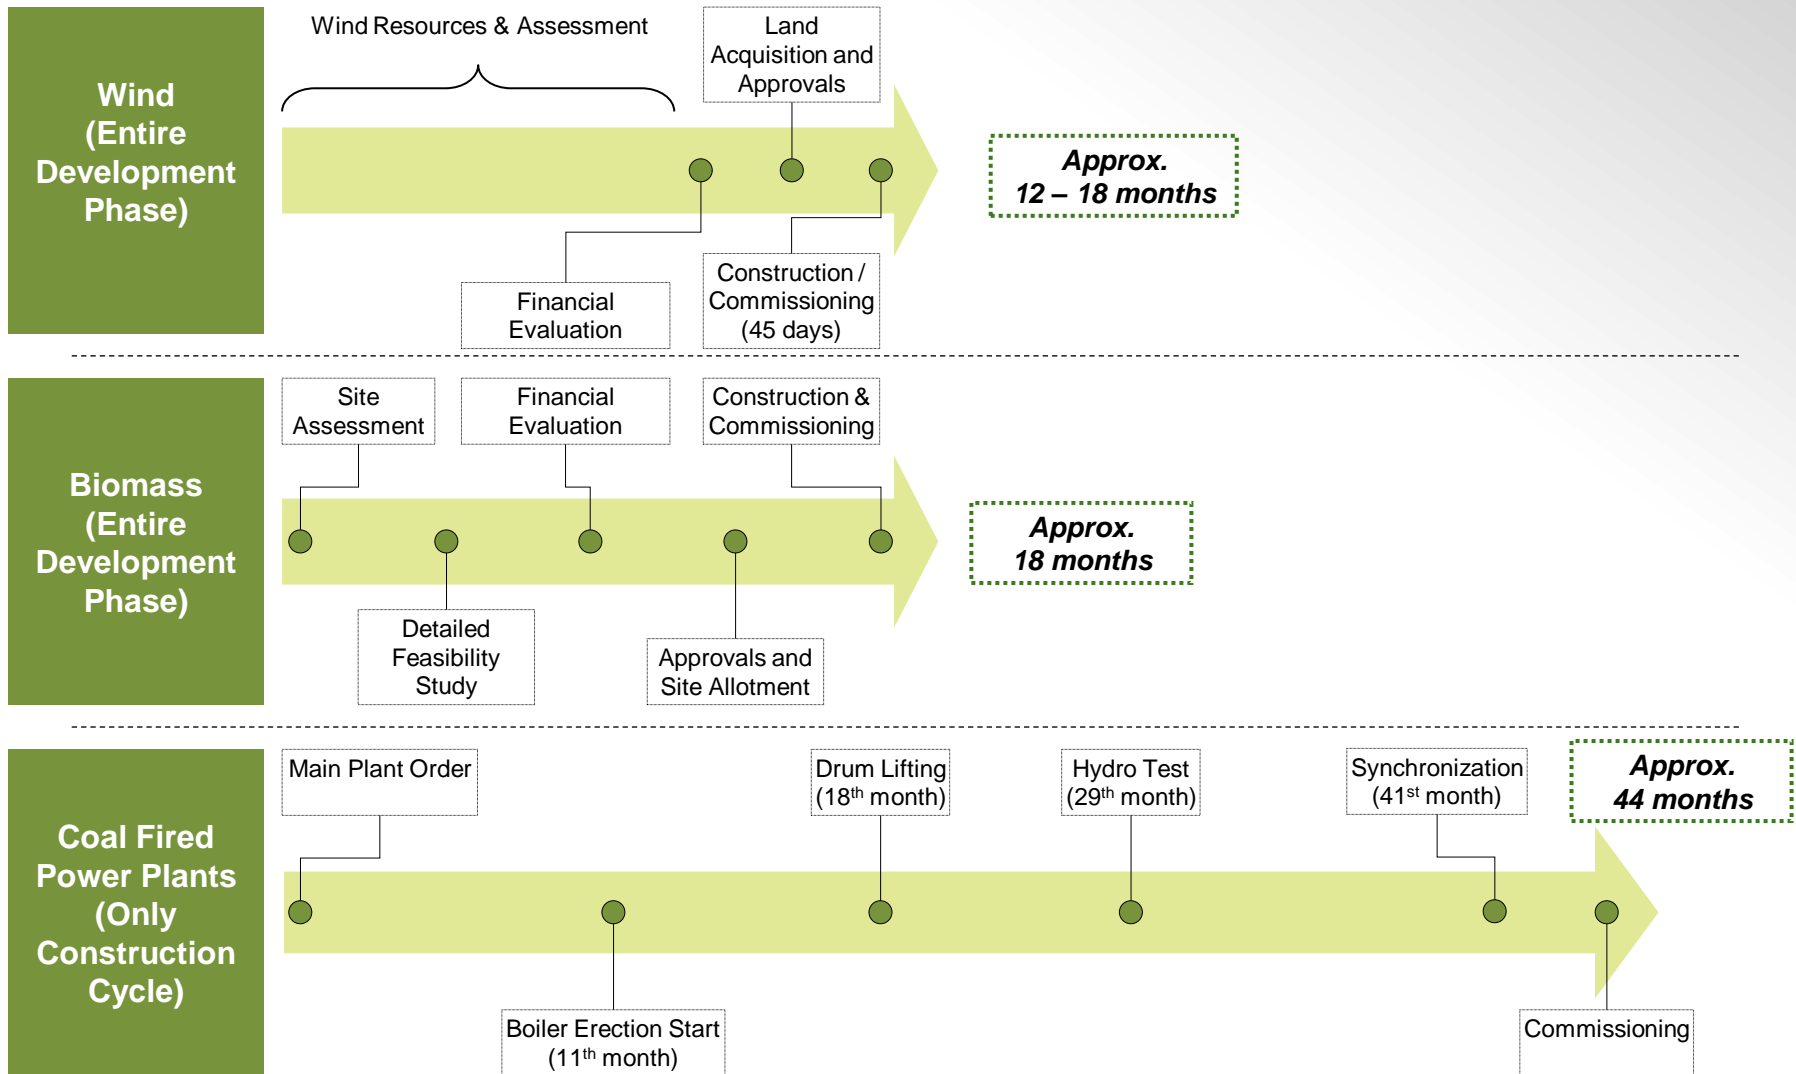 Wind
(Entire
Development
Phase)
Wind Resources & Assessment
Land
Acquisition and
Approvals
Financial
Evaluation
Construction /
Commissioning
(45 days)
Approx.
12 – 18 months
Biomass
(Entire
Development
Phase)
Site
Assessment
Financial
Evaluation
Construction &
Commissioning
Detailed
Feasibility
Study
Approvals and
Site Allotment
Approx.
18 months
Coal Fired
Power Plants
(Only
Construction
Cycle)
Main Plant Order
Drum Lifting
(18th month)
Hydro Test
(29th month)
Synchronization
(41st month)
Approx.
44 months
Boiler Erection Start
(11th month)
Commissioning